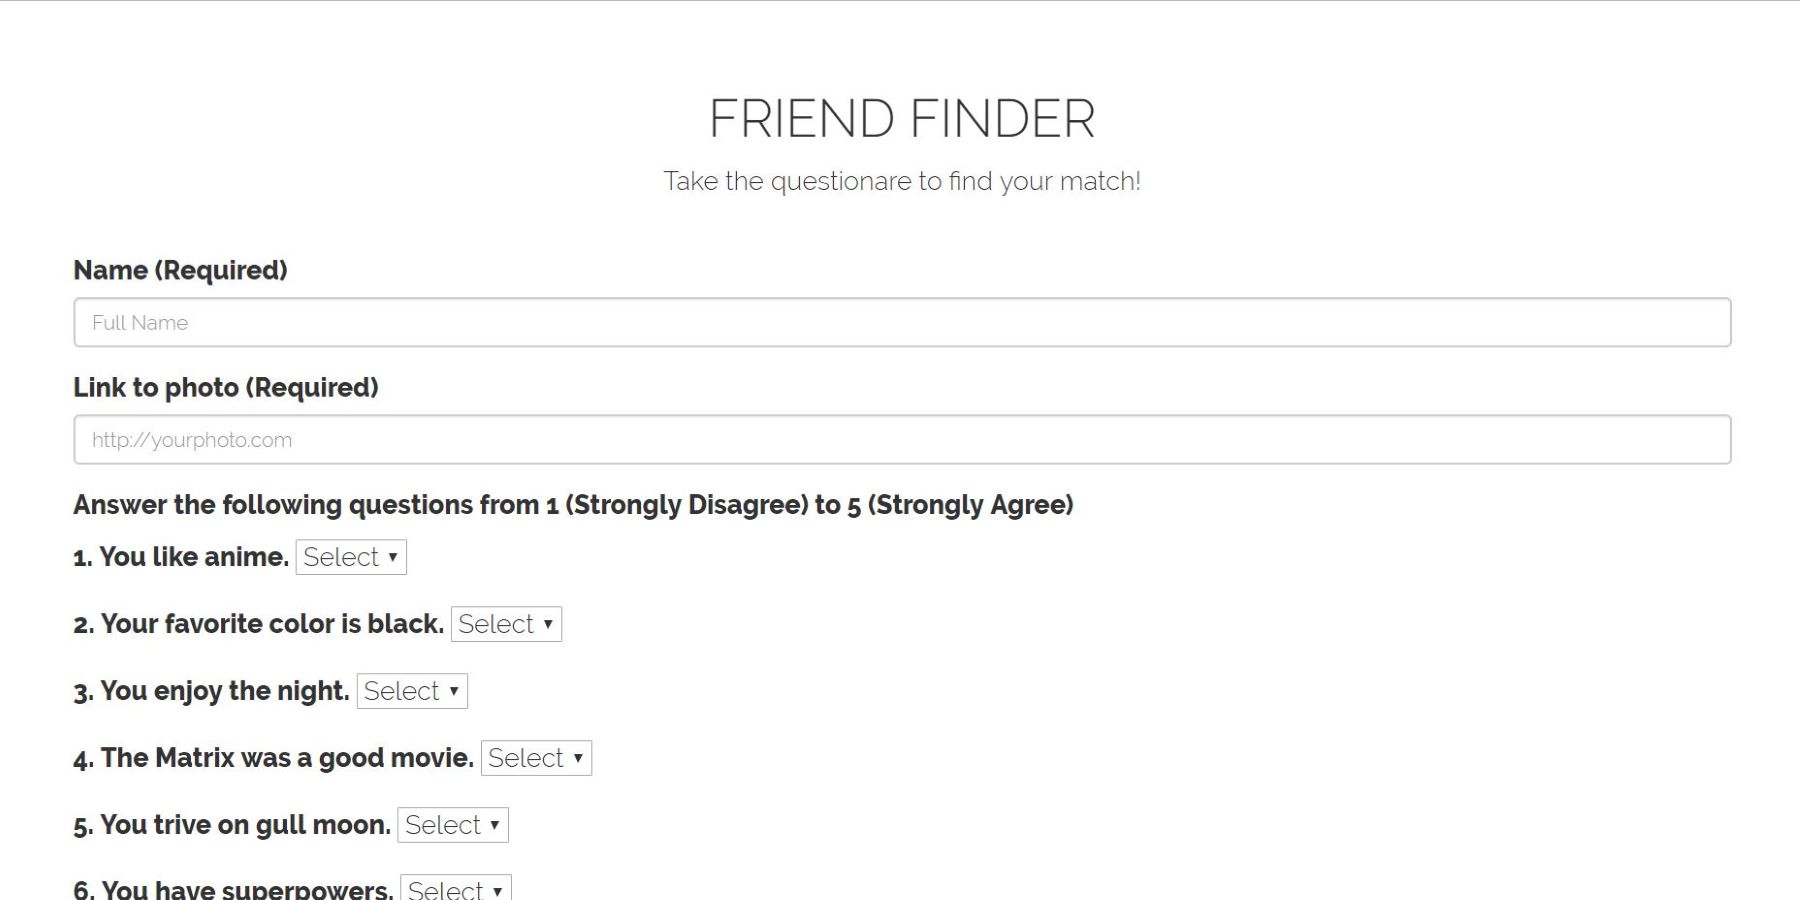 FRIEND FINDER
Take the questionare to find your match!
Name (Required)
Full Name
Link to photo (Required)
http://yourphoto.com
Answer the following questions from 1 (Strongly Disagree) to 5 (Strongly Agree)
1. You like anime. Select
2. Your favorite color is black. Select
3. You enjoy the night. Select
4. The Matrix was a good movie. Select
5. You trive on gull moon. Select
6. You have superpowers. Select